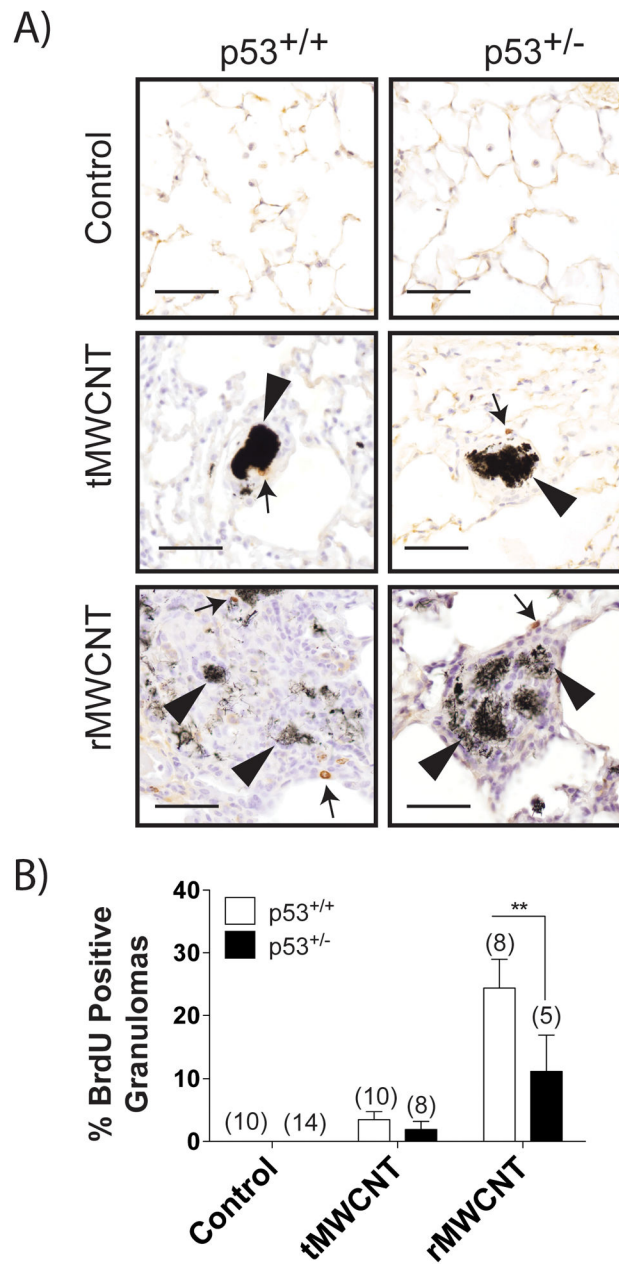 A)
p53+/+ p53+/-
Control
tMWCNT
rMWCNT
B)
% BrdU Positive
Granulomas
40
30
20
10
0
p53+/+
p53+/-
**
(8)
(5)
(10)
(8)
(10)
(14)
Control
tMWCNT
rMWCNT